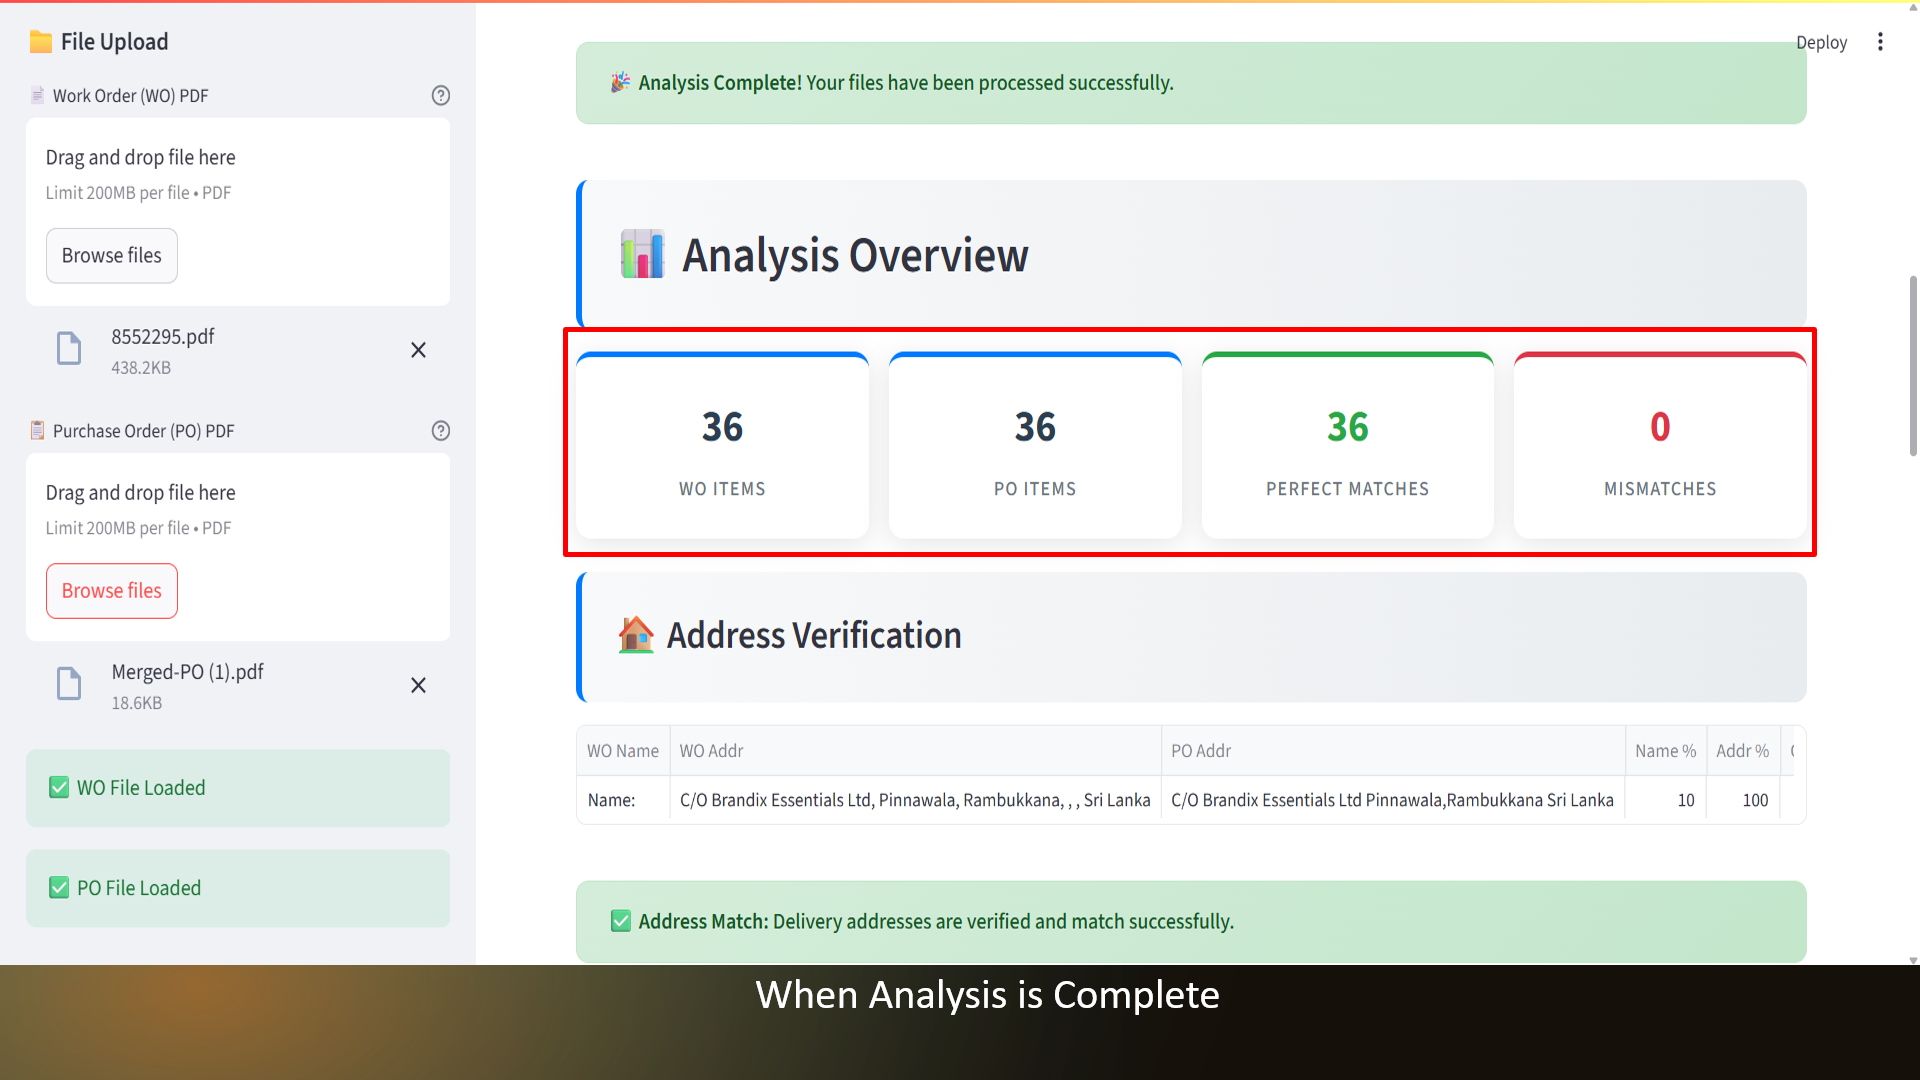 File Upload
Work Order (WO) PDF
Drag and drop file here
Limit 200MB per file • PDF
Browse files
8552295.pdf
438.2KB
Purchase Order (PO) PDF
Drag and drop file here
Limit 200MB per file • PDF
Browse files
Merged-PO (1).pdf
18.6KB
WO File Loaded
PO File Loaded
Deploy
Analysis Complete! Your files have been processed successfully.
Analysis Overview
36 36 36 0
WO ITEMS PO ITEMS PERFECT MATCHES MISMATCHES
Address Verification
WO Name WO Addr PO Addr Name % Addr %
Name: C/O Brandix Essentials Ltd, Pinnawala, Rambukkana, , , Sri Lanka C/O Brandix Essentials Ltd Pinnawala,Rambukkana Sri Lanka 10 100
Address Match: Delivery addresses are verified and match successfully.
When Analysis is Complete